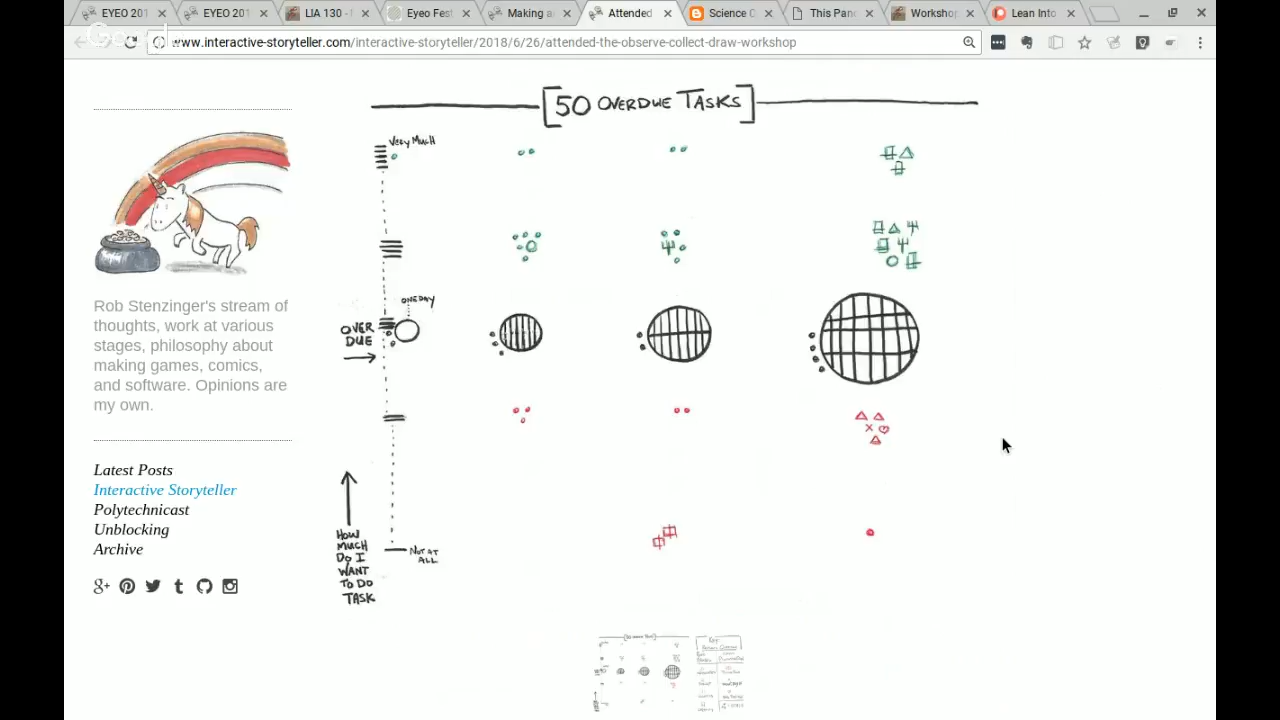 EYEO 201
EYEO 201
LIA 130 - I
Eyeo Fest
Making a
Attended
Science G
This Pan
Workshop
Lean Into
www.interactive-storyteller.com/interactive-storyteller/2018/6/26/attended-the-observe-collect-draw-workshop
[50 OVERDUE TASKS]
VERY MUCH
ONE DAY
OVER
DUE
HOW
MUCH
DO I
WANT
TO DO
TASK
NOT AT
ALL
Rob Stenzinger's stream of
thoughts, work at various
stages, philosophy about
making games, comics,
and software. Opinions are
my own.
Latest Posts
Interactive Storyteller
Polytechnicast
Unblocking
Archive